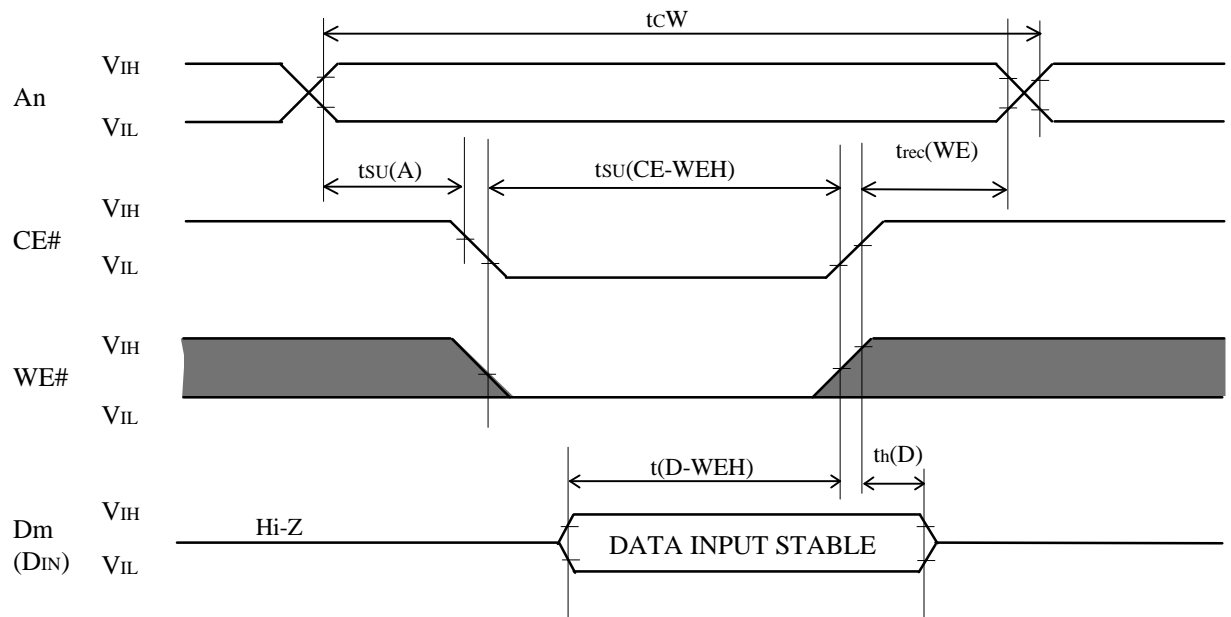 tCW
VIH
An
VIL
tSU(A)
tSU(CE-WEH)
trec(WE)
VIH
CE#
VIL
VIH
WE#
VIL
t(D-WEH)
th(D)
VIH
Hi-Z
Dm
(DIN)
DATA INPUT STABLE
VIL